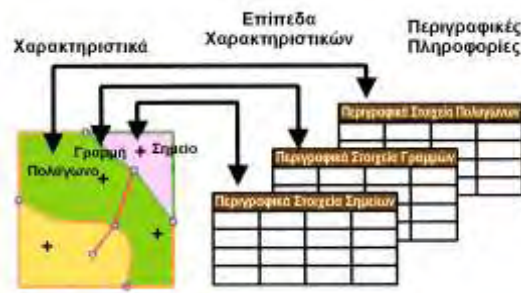 Χαρακτηριστικά
Επίπεδα
Χαρακτηριστικών
Περιγραφικές
Πληροφορίες
Γραμμή
Σημείο
Πολύγωνο
Περιγραφικά Στοιχεία Πολυγώνων
Περιγραφικά Στοιχεία Γραμμών
Περιγραφικά Στοιχεία Σημείων